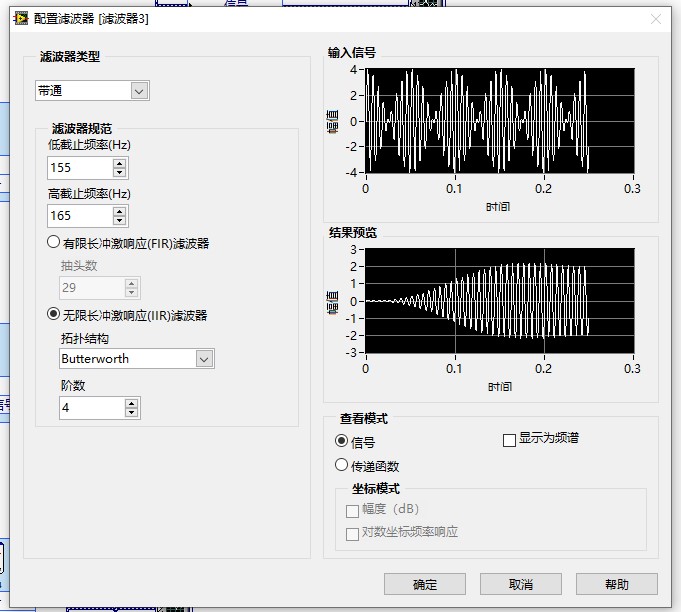 配置滤波器 [滤波器3]
滤波器类型
带通
滤波器规范
低截止频率(Hz)
155
高截止频率(Hz)
165
有限长冲激响应(FIR)滤波器
抽头数
29
无限长冲激响应(IIR)滤波器
拓扑结构
Butterworth
阶数
4
输入信号
幅值
4
2
0
-2
-4
0 0.1 0.2 0.3
时间
结果预览
幅值
3
2
1
0
-1
-2
-3
0 0.1 0.2 0.3
时间
查看模式
信号
显示为频谱
传递函数
坐标模式
幅度（dB）
对数坐标频率响应
确定 取消 帮助